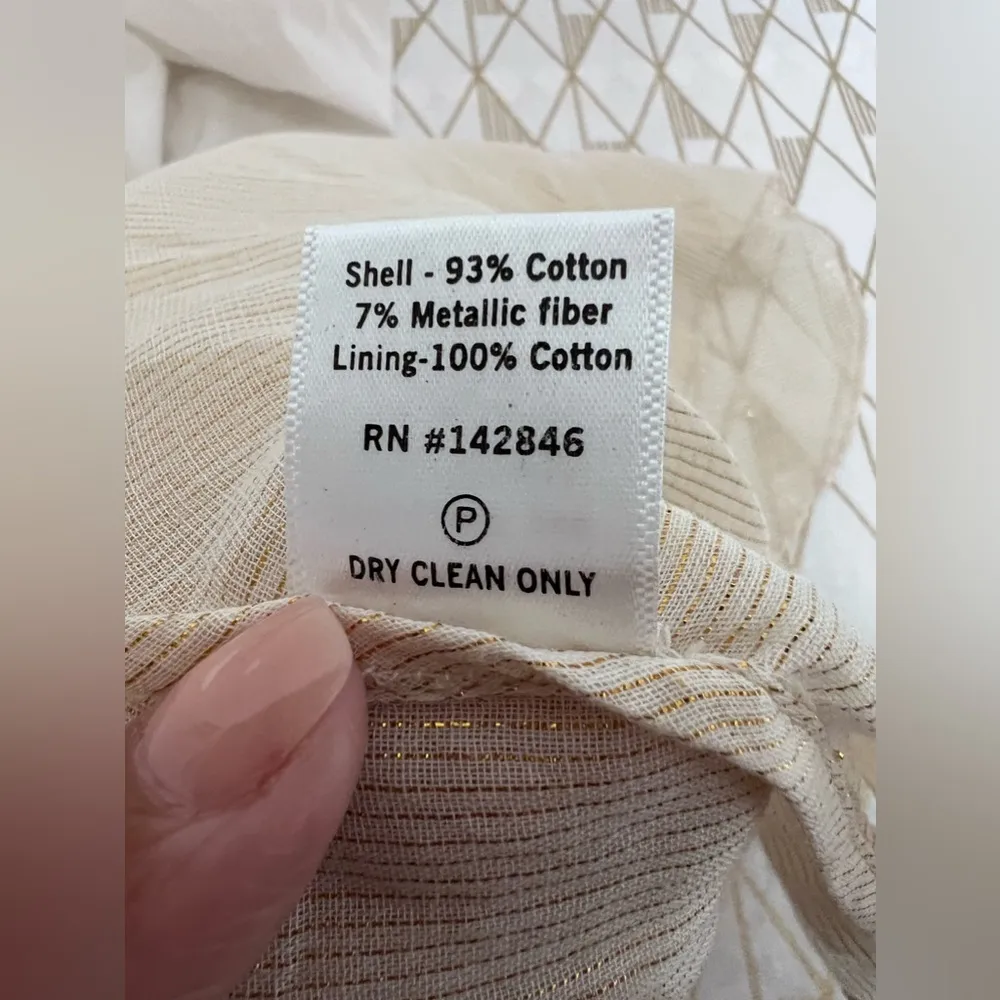 Shell - 93% Cotton
7% Metallic fiber
Lining-100% Cotton
RN #142846
P
DRY CLEAN ONLY